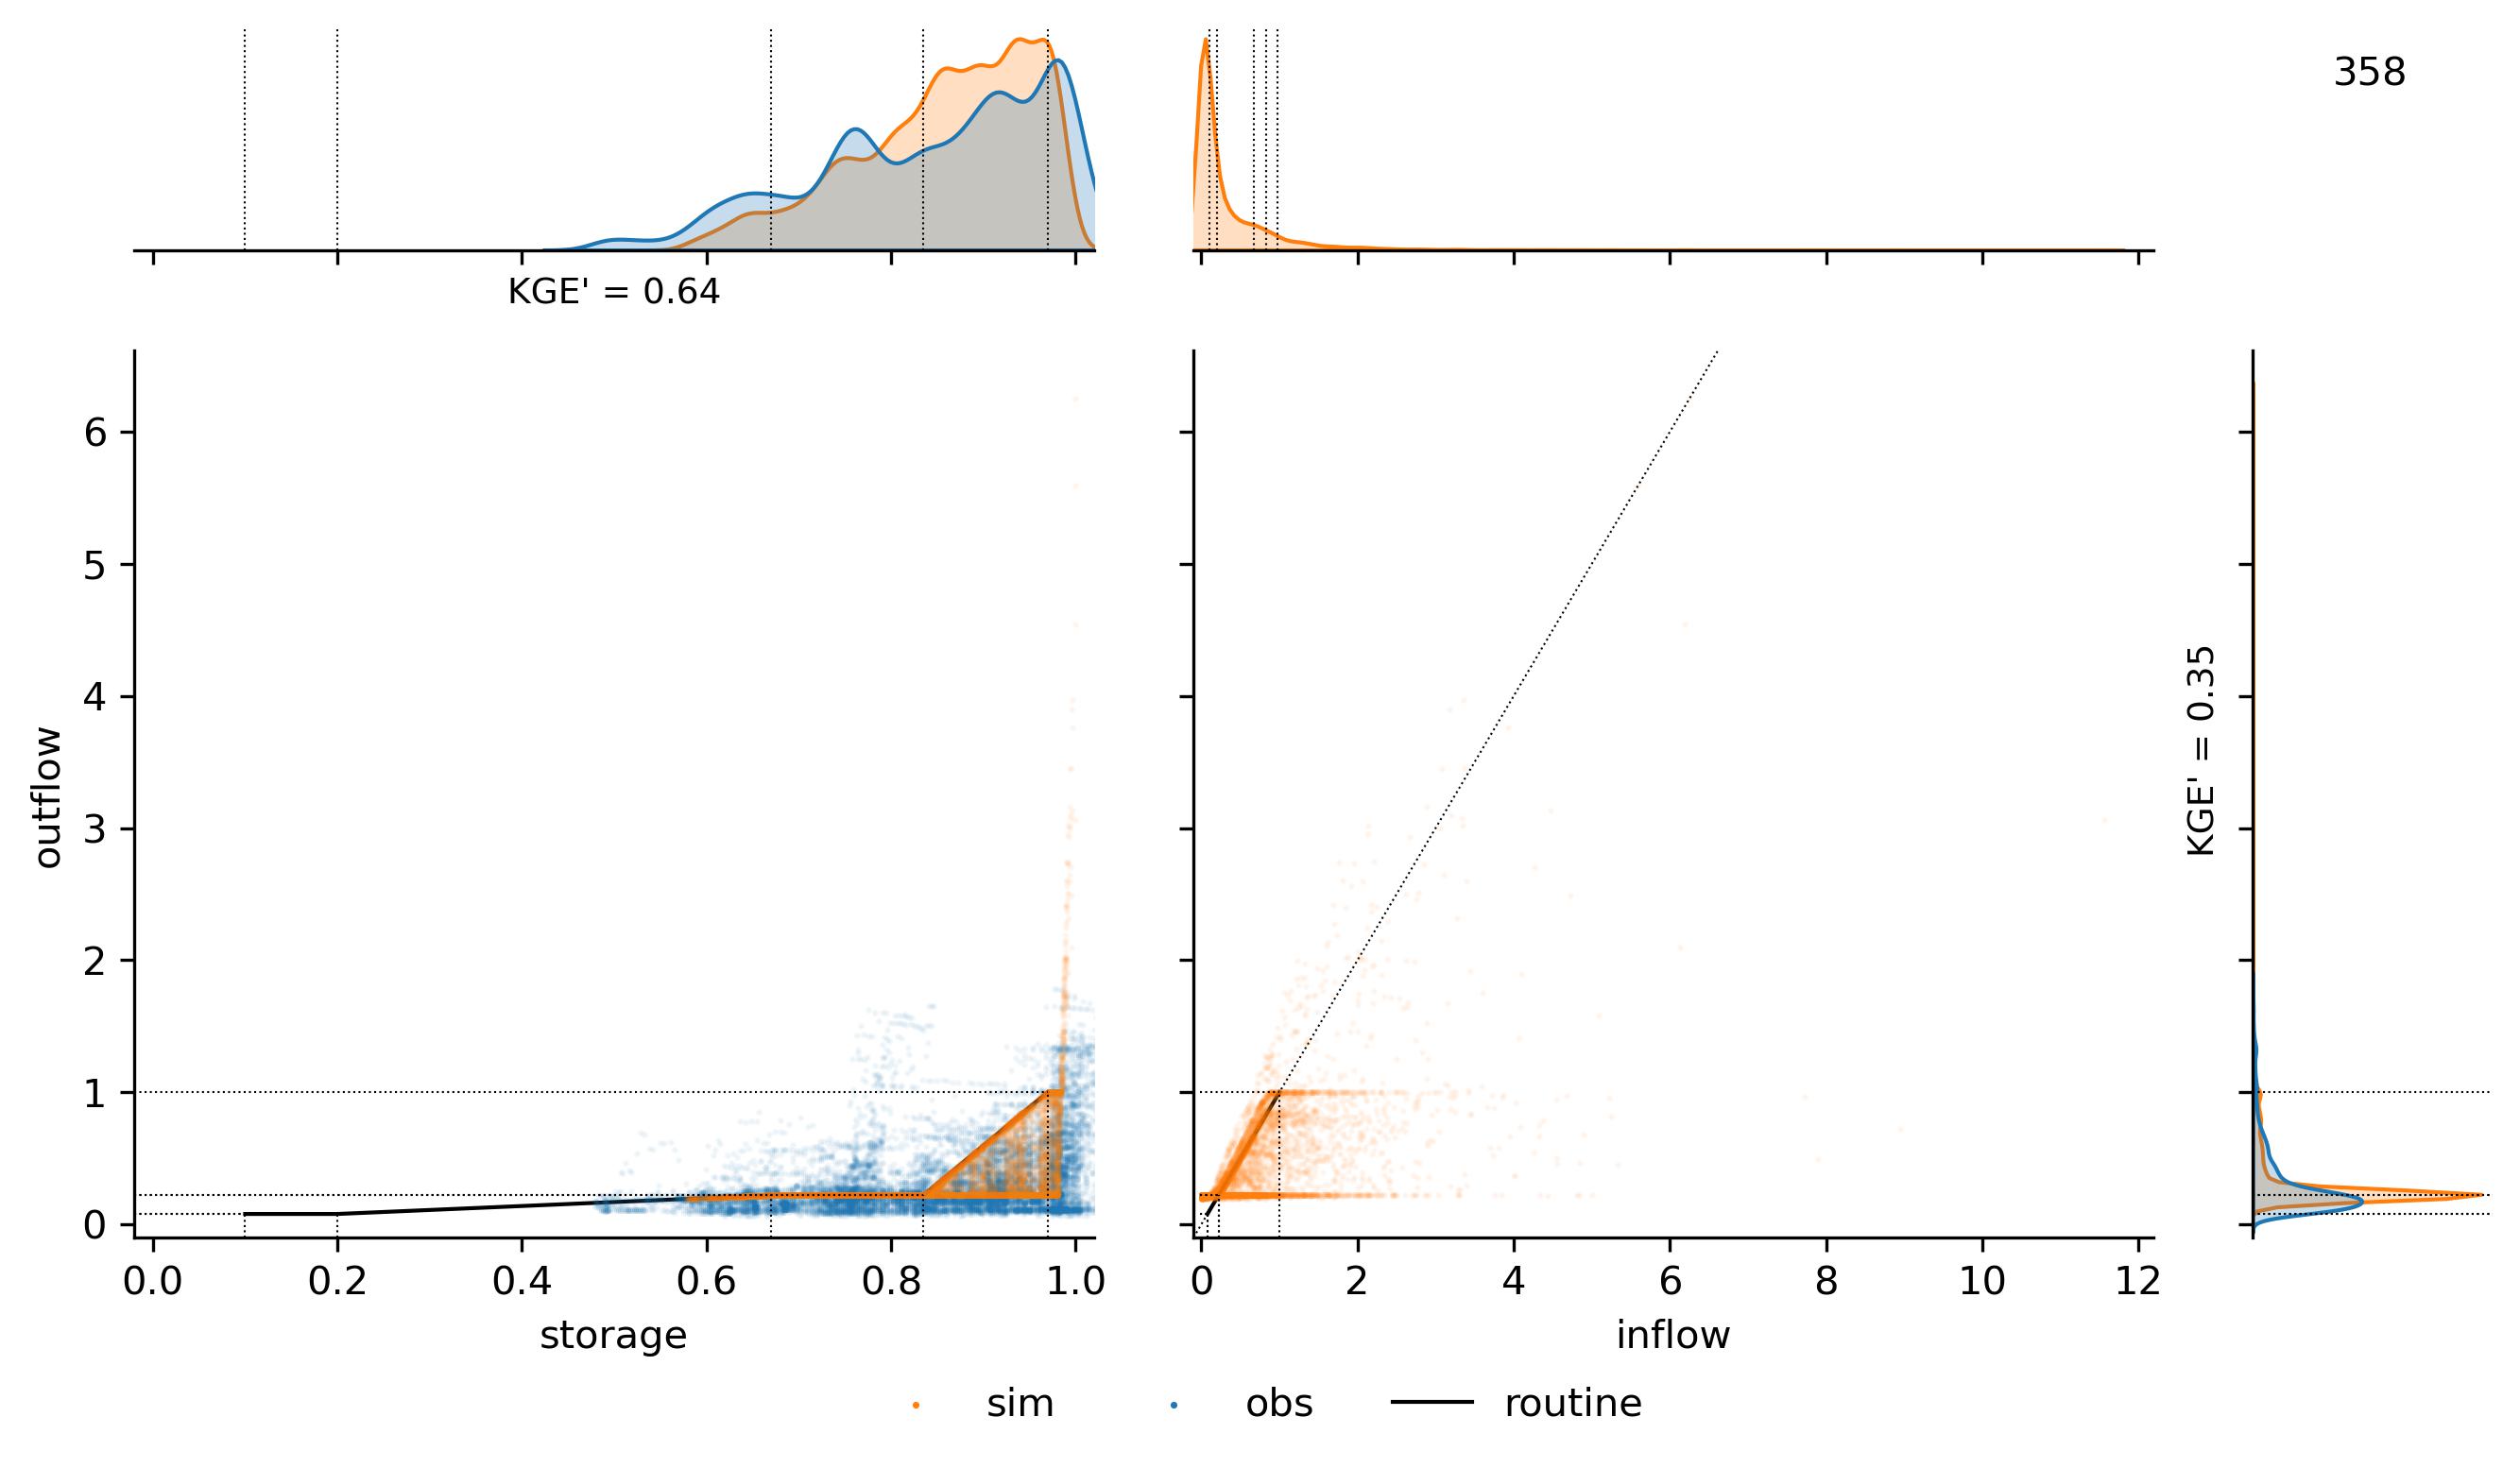 358
KGE' = 0.64
outflow
6
5
4
3
2
1
0
KGE' = 0.35
0.0 0.2 0.4 0.6 0.8 1.0
0 2 4 6 8 10 12
storage
inflow
sim obs routine